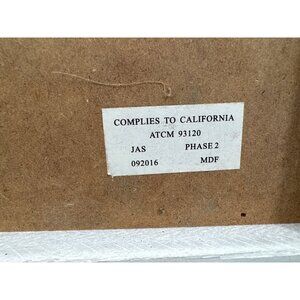 COMPLIES TO CALIFORNIA
ATCM 93120
JAS PHASE 2
092016 MDF